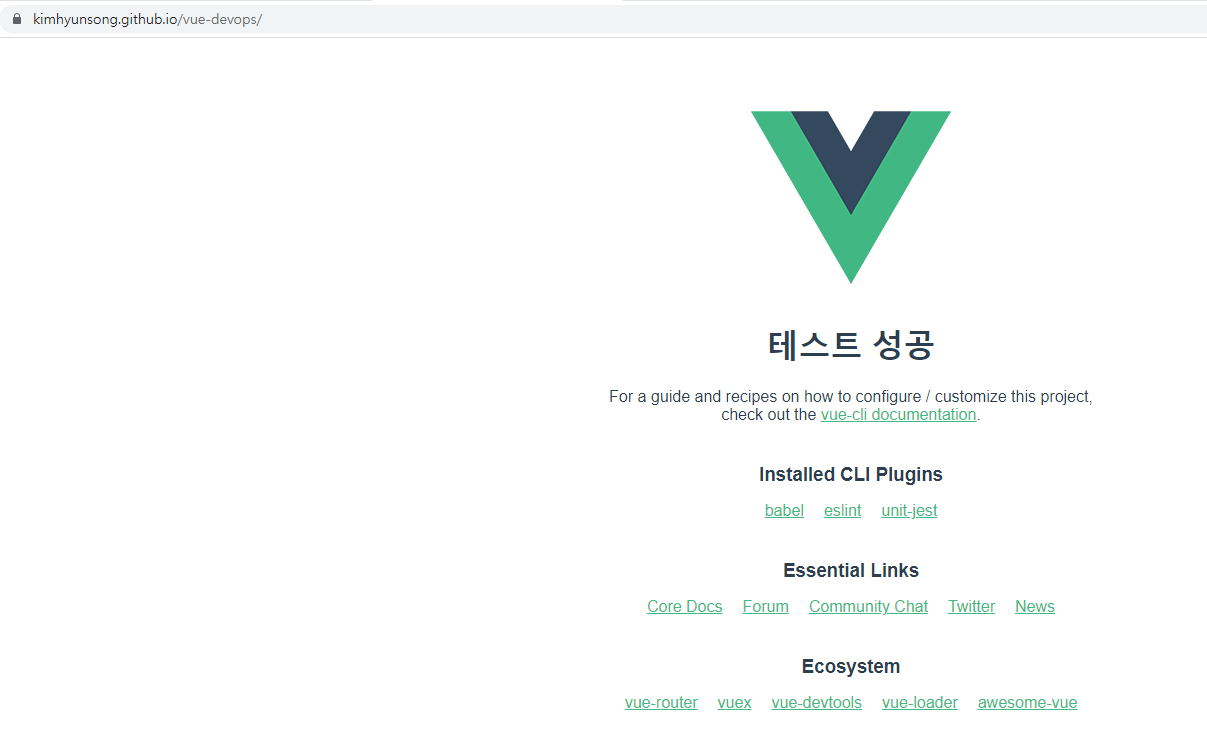 kimhyunsong.github.io/vue-devops/
테스트 성공
For a guide and recipes on how to configure / customize this project,
check out the vue-cli documentation.
Installed CLI Plugins
babel eslint unit-jest
Essential Links
Core Docs Forum Community Chat Twitter News
Ecosystem
vue-router vuex vue-devtools vue-loader awesome-vue